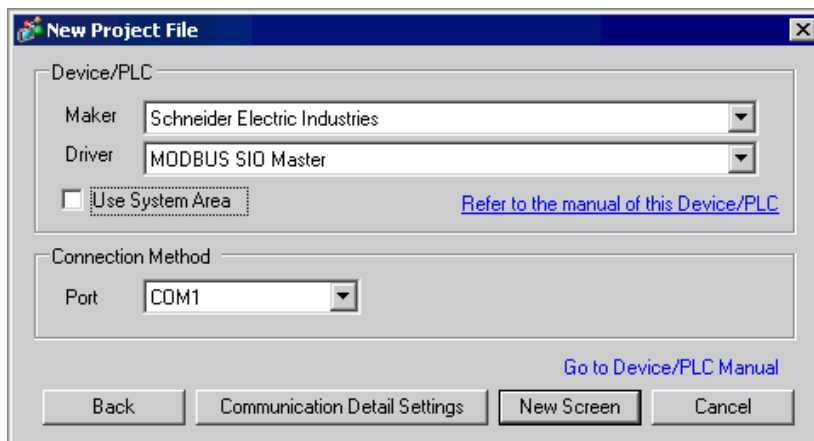 New Project File
Device/PLC
Maker Schneider Electric Industries
Driver MODBUS SIO Master
Use System Area Refer to the manual of this Device/PLC
Connection Method
Port COM1
Go to Device/PLC Manual
Back Communication Detail Settings New Screen Cancel